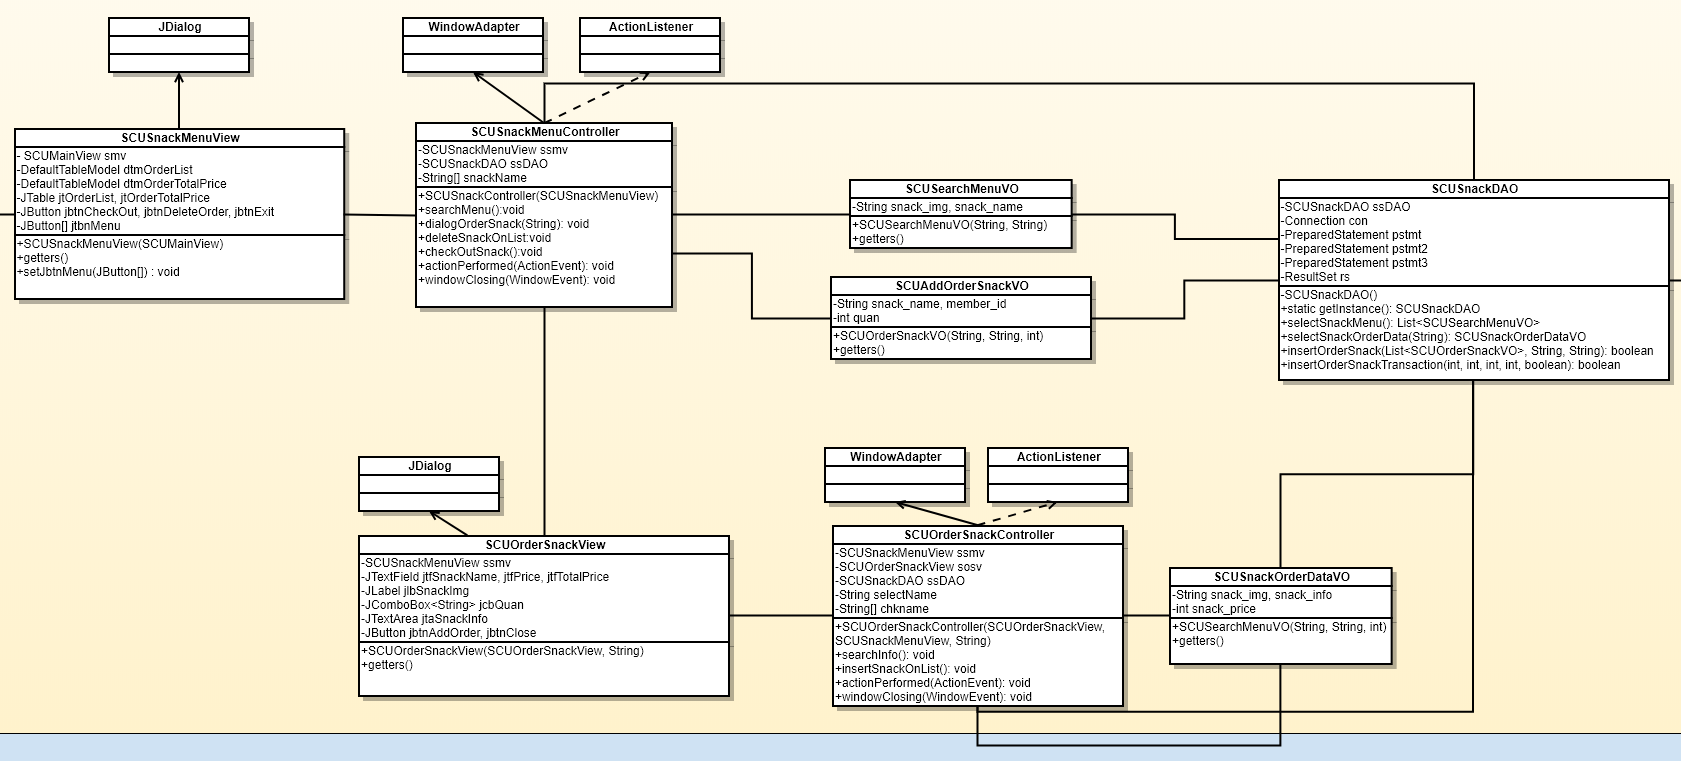 JDialog
WindowAdapter
ActionListener
SCUSnackMenuView
- SCUMainView smv
-DefaultTableModel dtmOrderList
-DefaultTableModel dtmOrderTotalPrice
-JTable jtOrderList, jtOrderTotalPrice
-JButton jbtnCheckOut, jbtnDeleteOrder, jbtnExit
-JButton[] jtbnMenu
+SCUSnackMenuView(SCUMainView)
+getters()
+setJbtnMenu(JButton[]) : void
SCUSnackMenuController
-SCUSnackMenuView ssmv
-SCUSnackDAO ssDAO
-String[] snackName
+SCUSnackController(SCUSnackMenuView)
+searchMenu():void
+dialogOrderSnack(String): void
+deleteSnackOnList:void
+checkOutSnack():void
+actionPerformed(ActionEvent): void
+windowClosing(WindowEvent): void
SCUSearchMenuVO
-String snack_img, snack_name
+SCUSearchMenuVO(String, String)
+getters()
SCUAddOrderSnackVO
-String snack_name, member_id
-int quan
+SCUOrderSnackVO(String, String, int)
+getters()
SCUSnackDAO
-SCUSnackDAO ssDAO
-Connection con
-PreparedStatement pstmt
-PreparedStatement pstmt2
-PreparedStatement pstmt3
-ResultSet rs
-SCUSnackDAO()
+static getInstance(): SCUSnackDAO
+selectSnackMenu(): List<SCUSearchMenuVO>
+selectSnackOrderData(String): SCUSnackOrderDataVO
+insertOrderSnack(List<SCUOrderSnackVO>, String, String): boolean
+insertOrderSnackTransaction(int, int, int, int, boolean): boolean
JDialog
SCUOrderSnackView
-SCUSnackMenuView ssmv
-JTextField jtfSnackName, jtfPrice, jtfTotalPrice
-JLabel jlbSnackImg
-JComboBox<String> jcbQuan
-JTextArea jtaSnackInfo
-JButton jbtnAddOrder, jbtnClose
+SCUOrderSnackView(SCUOrderSnackView, String)
+getters()
WindowAdapter
ActionListener
SCUOrderSnackController
-SCUSnackMenuView ssmv
-SCUOrderSnackView sosv
-SCUSnackDAO ssDAO
-String selectName
-String[] chkname
+SCUOrderSnackController(SCUOrderSnackView,
SCUSnackMenuView, String)
+searchInfo(): void
+insertSnackOnList(): void
+actionPerformed(ActionEvent): void
+windowClosing(WindowEvent): void
SCUSnackOrderDataVO
-String snack_img, snack_info
-int snack_price
+SCUSearchMenuVO(String, String, int)
+getters()